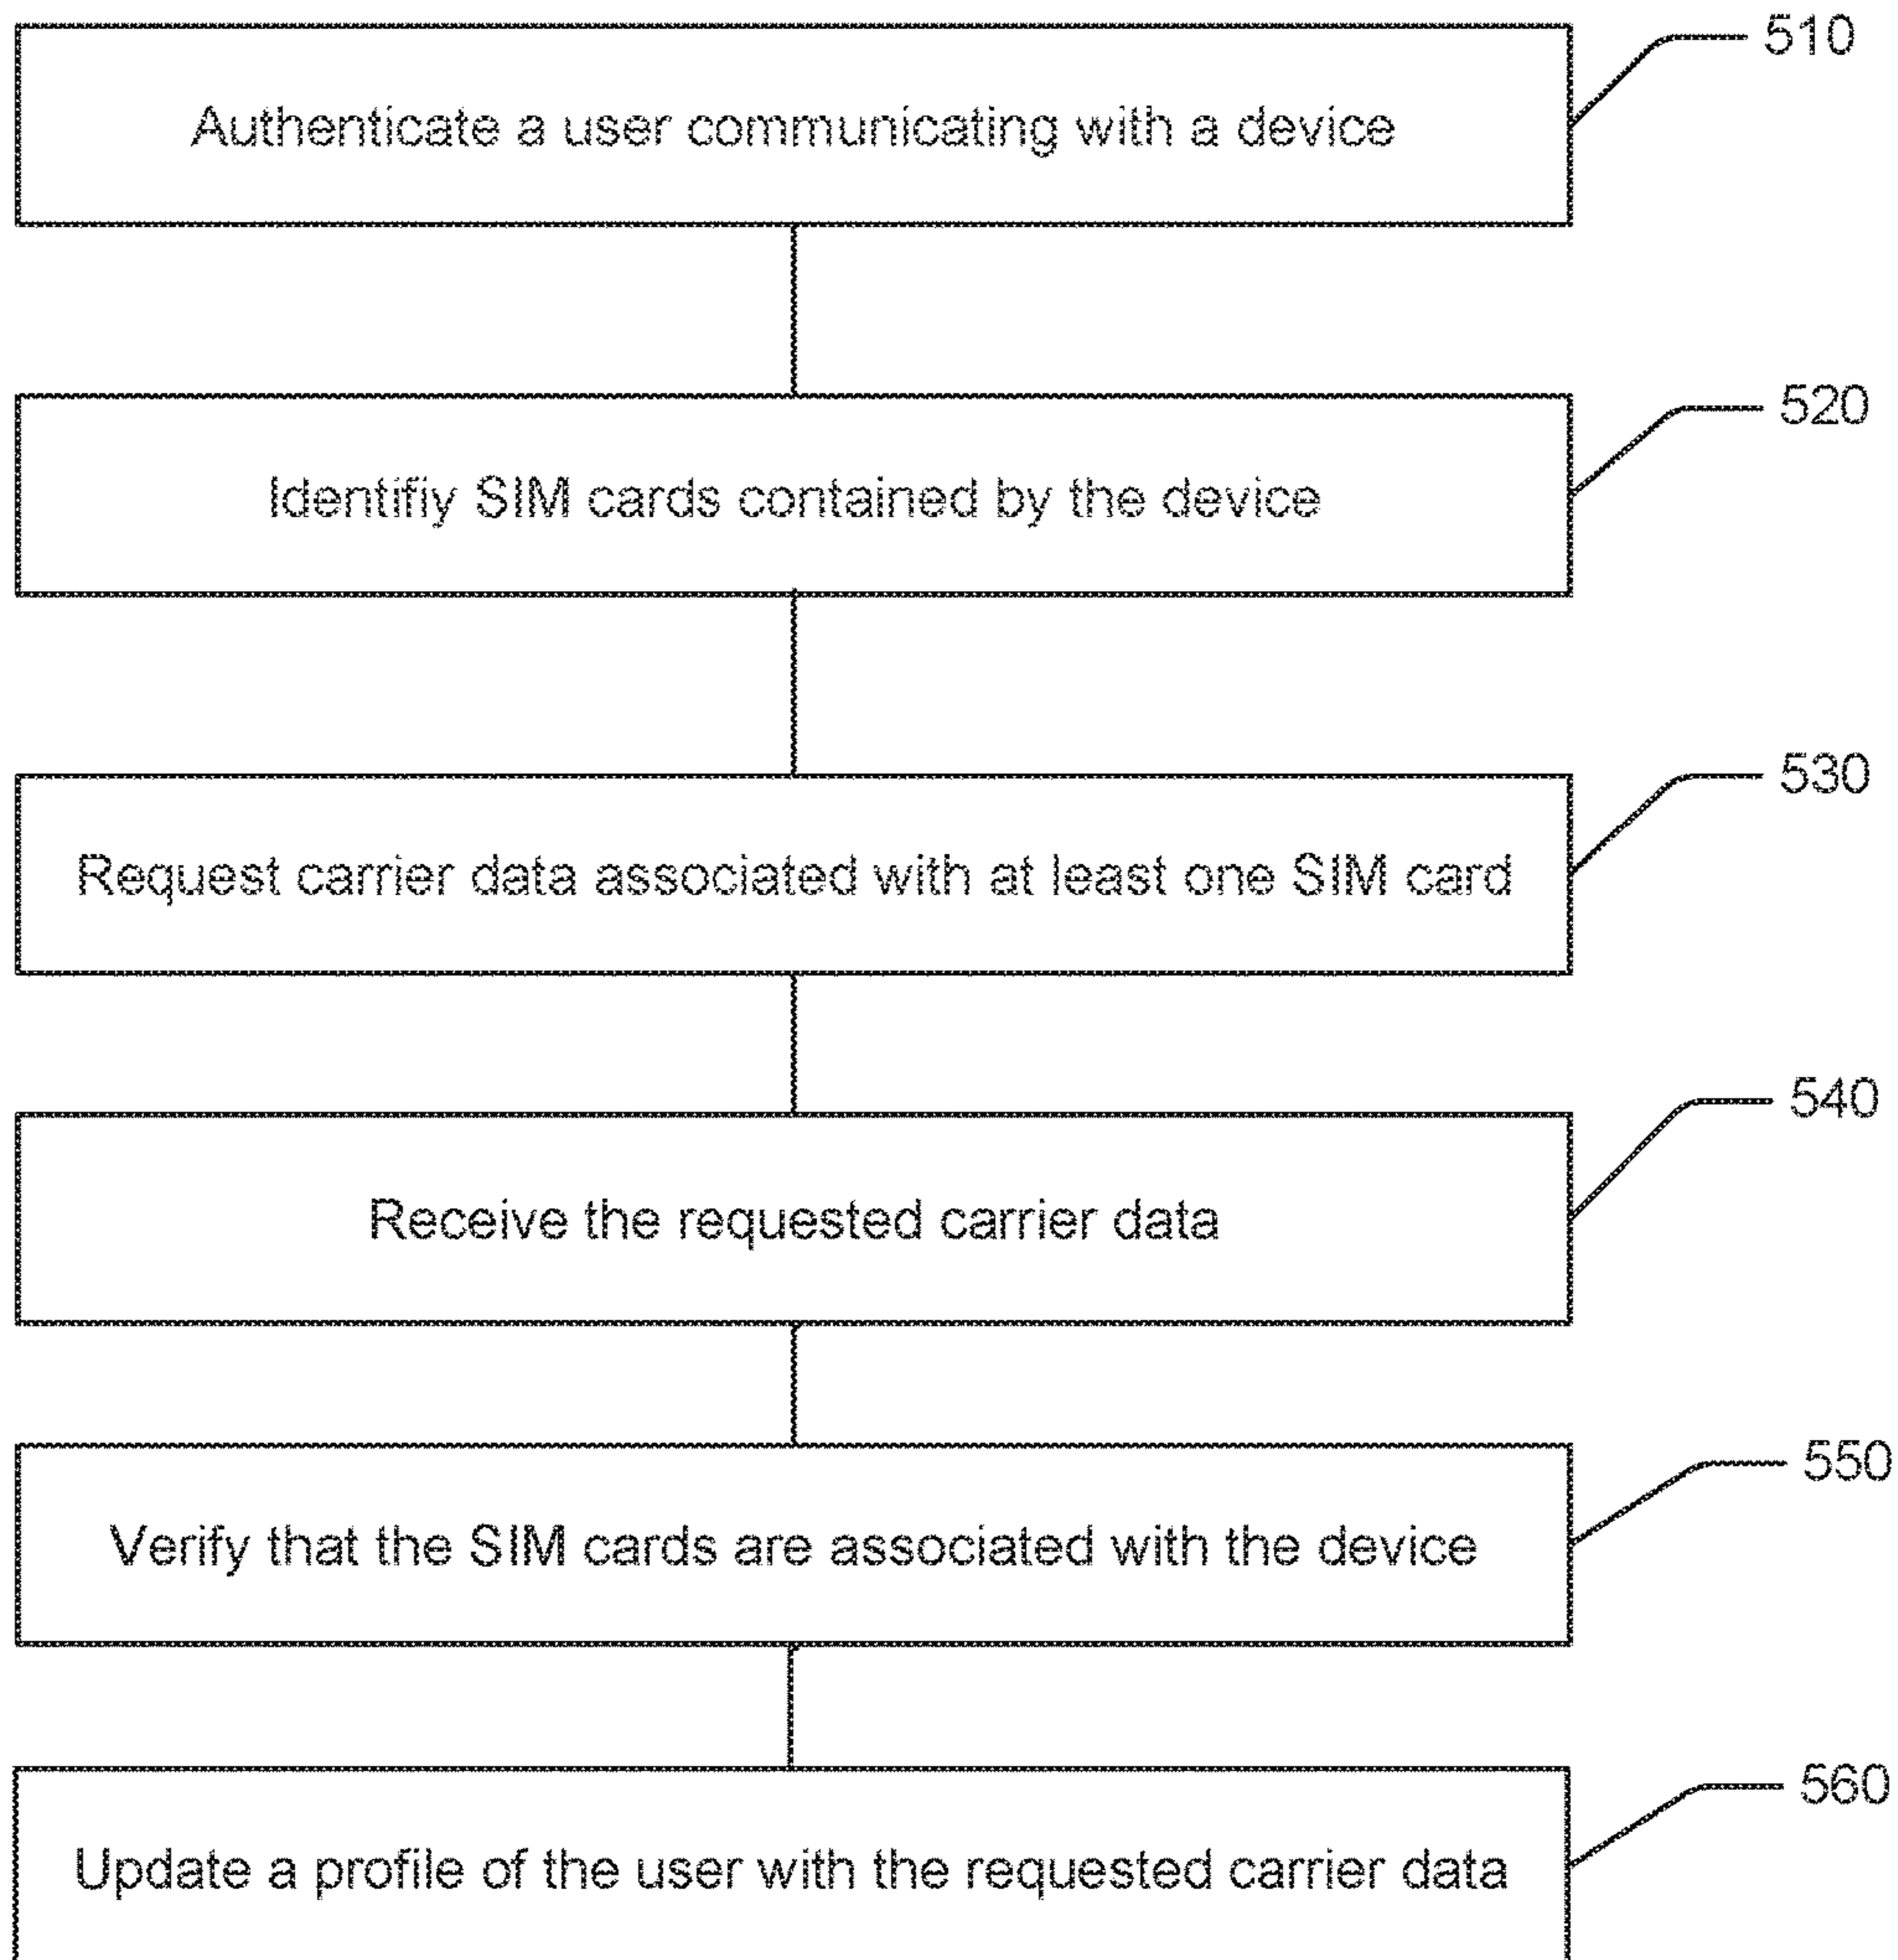 510
Authenticate a user communicating with a device
520
Identifiy SIM cards contained by the device
530
Request carrier data associated with at least one SIM card
540
Receive the requested carrier data
550
Verify that the SIM cards are associated with the device
560
Update a profile of the user with the requested carrier data